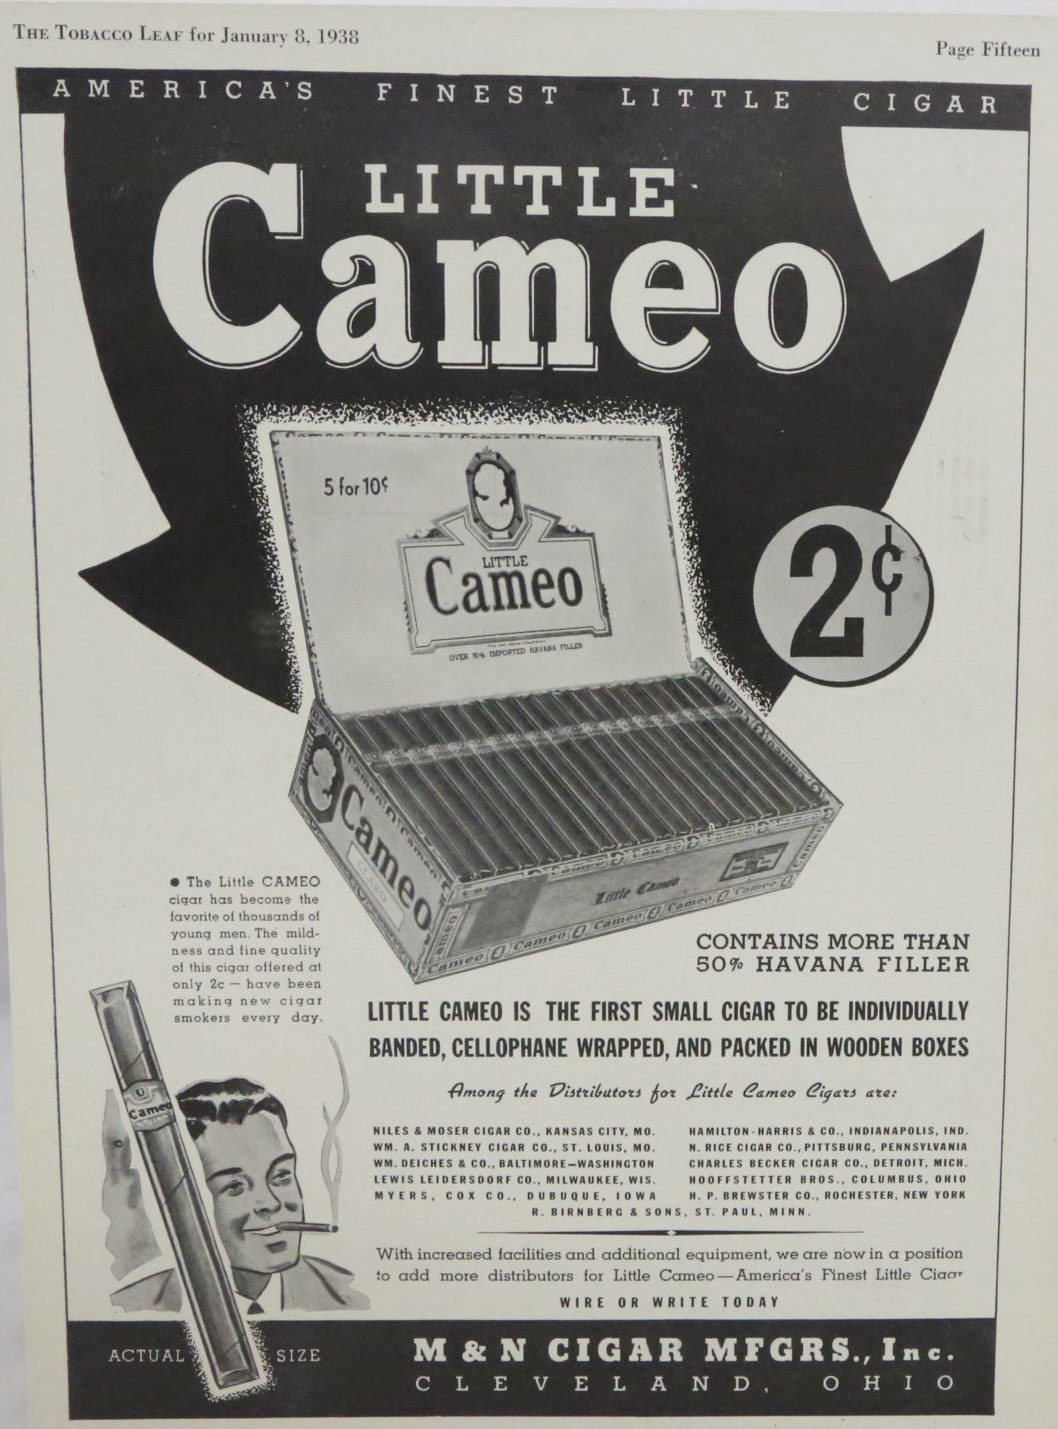 THE TOBACCO LEAF for January 8, 1938
Page Fifteen
AMERICA'S FINEST LITTLE CIGAR
LITTLE
Cameo
5 for 10¢
LITTLE
Cameo
OVER 50% IMPORTED HAVANA FILLER
2¢
Cameo
Little Cameo
Cameo Cameo Cameo Cameo
• The Little CAMEO
cigar has become the
favorite of thousands of
young men. The mild-
ness and fine quality
of this cigar offered at
only 2c — have been
making new cigar
smokers every day.
CONTAINS MORE THAN
50% HAVANA FILLER
LITTLE CAMEO IS THE FIRST SMALL CIGAR TO BE INDIVIDUALLY
BANDED, CELLOPHANE WRAPPED, AND PACKED IN WOODEN BOXES
Among the Distributors for Little Cameo Cigars are:
NILES & MOSER CIGAR CO., KANSAS CITY, MO.
WM. A. STICKNEY CIGAR CO., ST. LOUIS, MO.
WM. DEICHES & CO., BALTIMORE—WASHINGTON
LEWIS LEIDERSDORF CO., MILWAUKEE, WIS.
MYERS, COX CO., DUBUQUE, IOWA
HAMILTON-HARRIS & CO., INDIANAPOLIS, IND.
N. RICE CIGAR CO., PITTSBURG, PENNSYLVANIA
CHARLES BECKER CIGAR CO., DETROIT, MICH.
HOOFFSTETTER BROS., COLUMBUS, OHIO
H. P. BREWSTER CO., ROCHESTER, NEW YORK
R. BIRNBERG & SONS, ST. PAUL, MINN.
Cameo
With increased facilities and additional equipment, we are now in a position
to add more distributors for Little Cameo—America's Finest Little Cigar
WIRE OR WRITE TODAY
ACTUAL SIZE
M & N CIGAR MFGRS., Inc.
CLEVELAND, OHIO